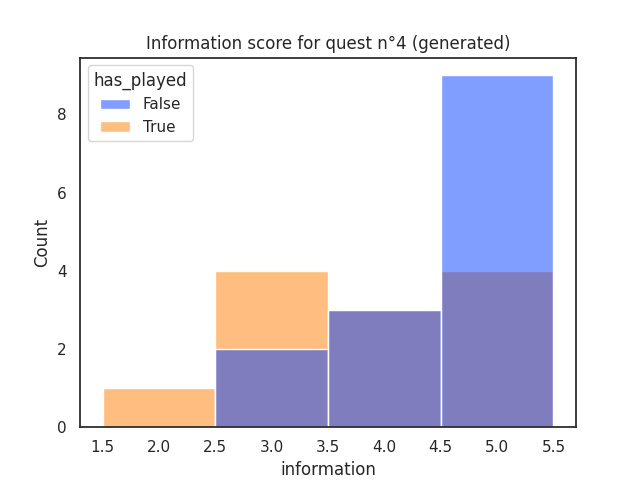 Information score for quest n°4 (generated)
has_played
False
True
Count
8
6
4
2
0
1.5 2.0 2.5 3.0 3.5 4.0 4.5 5.0 5.5
information